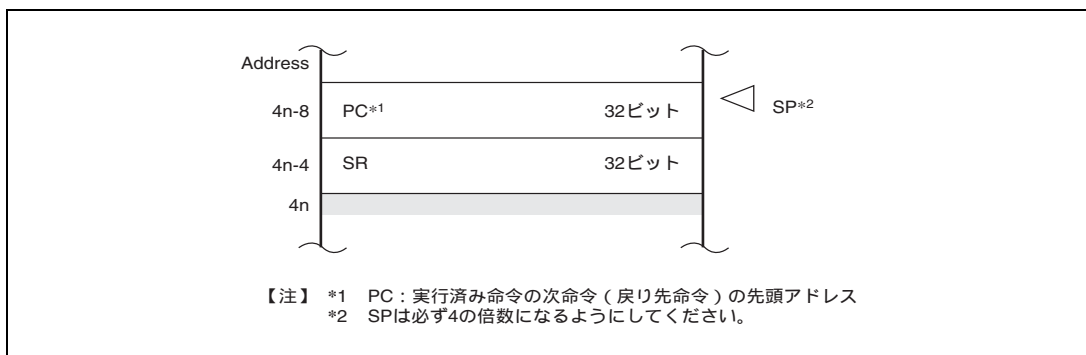 Address
4n-8 PC*1 32ビット SP*2
4n-4 SR 32ビット
4n
【注】 *1 PC：実行済み命令の次命令（戻り先命令）の先頭アドレス
*2 SPは必ず4の倍数になるようにしてください。